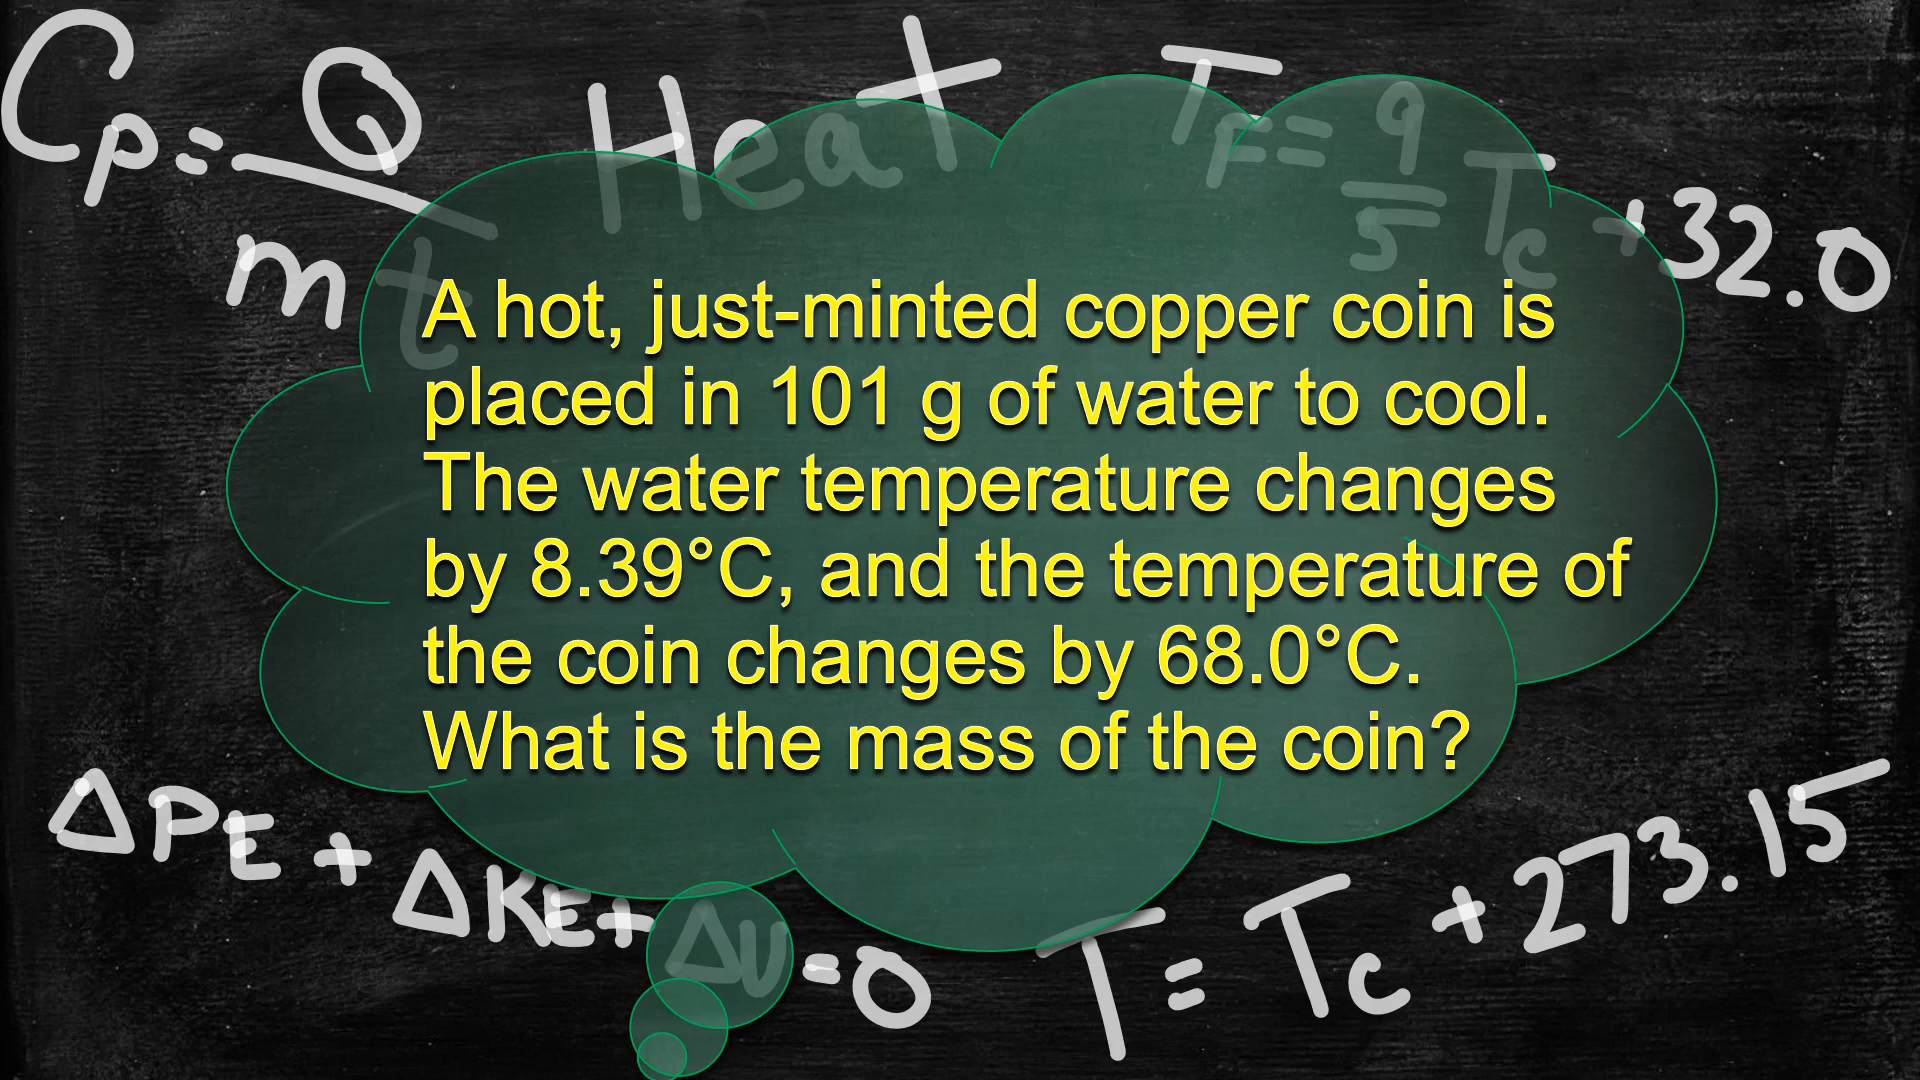 Cp = Q
m t
Heat
TF = 9 Tc + 32.0
5
A hot, just-minted copper coin is
placed in 101 g of water to cool.
The water temperature changes
by 8.39°C, and the temperature of
the coin changes by 68.0°C.
What is the mass of the coin?
ΔPE + ΔKE + ΔU = 0
T = Tc + 273.15